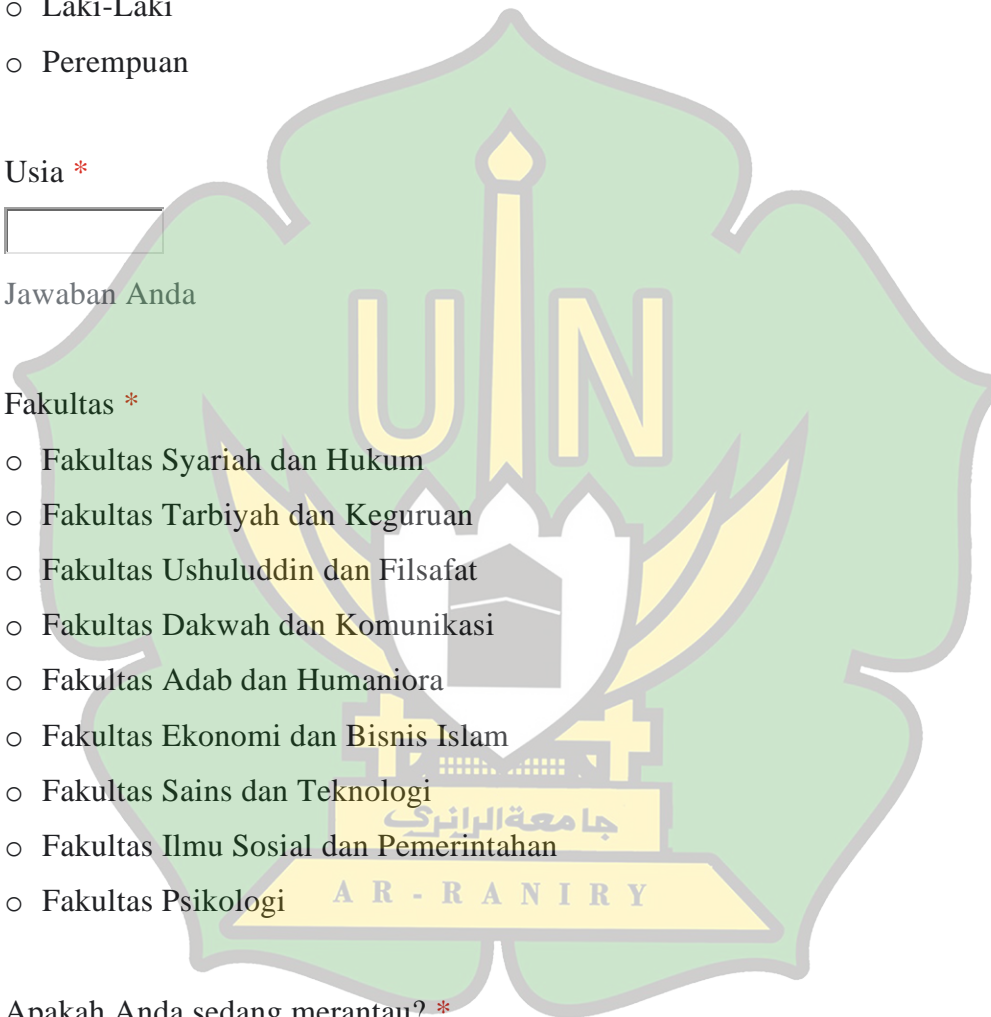 o Laki-Laki
o Perempuan
Usia *
Jawaban Anda
Fakultas *
o Fakultas Syariah dan Hukum
o Fakultas Tarbiyah dan Keguruan
o Fakultas Ushuluddin dan Filsafat
o Fakultas Dakwah dan Komunikasi
o Fakultas Adab dan Humaniora
o Fakultas Ekonomi dan Bisnis Islam
o Fakultas Sains dan Teknologi
o Fakultas Ilmu Sosial dan Pemerintahan
o Fakultas Psikologi
Apakah Anda sedang merantau? *
UIN
جامعة الرانري
AR-RANIRY